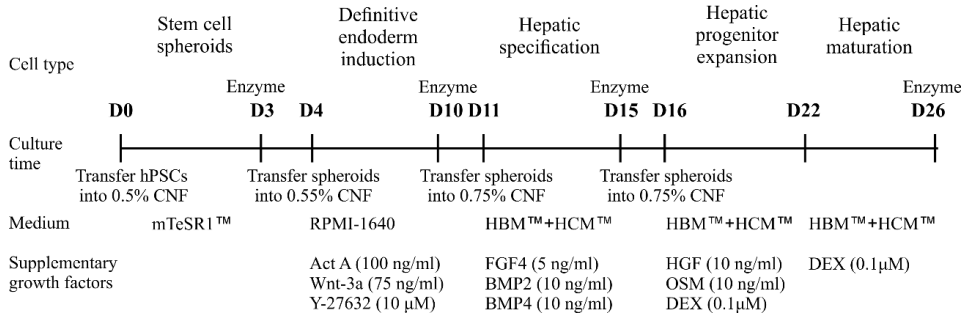 Stem cell
spheroids
Definitive
endoderm
induction
Hepatic
specification
Hepatic
progenitor
expansion
Hepatic
maturation
Cell type
Enzyme Enzyme Enzyme Enzyme
D0 D3 D4 D10 D11 D15 D16 D22 D26
Culture
time
Transfer hPSCs
into 0.5% CNF
Transfer spheroids
into 0.55% CNF
Transfer spheroids
into 0.75% CNF
Transfer spheroids
into 0.75% CNF
Medium mTeSR1™ RPMI-1640 HBM™+HCM™ HBM™+HCM™ HBM™+HCM™
Supplementary
growth factors
Act A (100 ng/ml)
Wnt-3a (75 ng/ml)
Y-27632 (10 μM)
FGF4 (5 ng/ml)
BMP2 (10 ng/ml)
BMP4 (10 ng/ml)
HGF (10 ng/ml)
OSM (10 ng/ml)
DEX (0.1μM)
DEX (0.1μM)